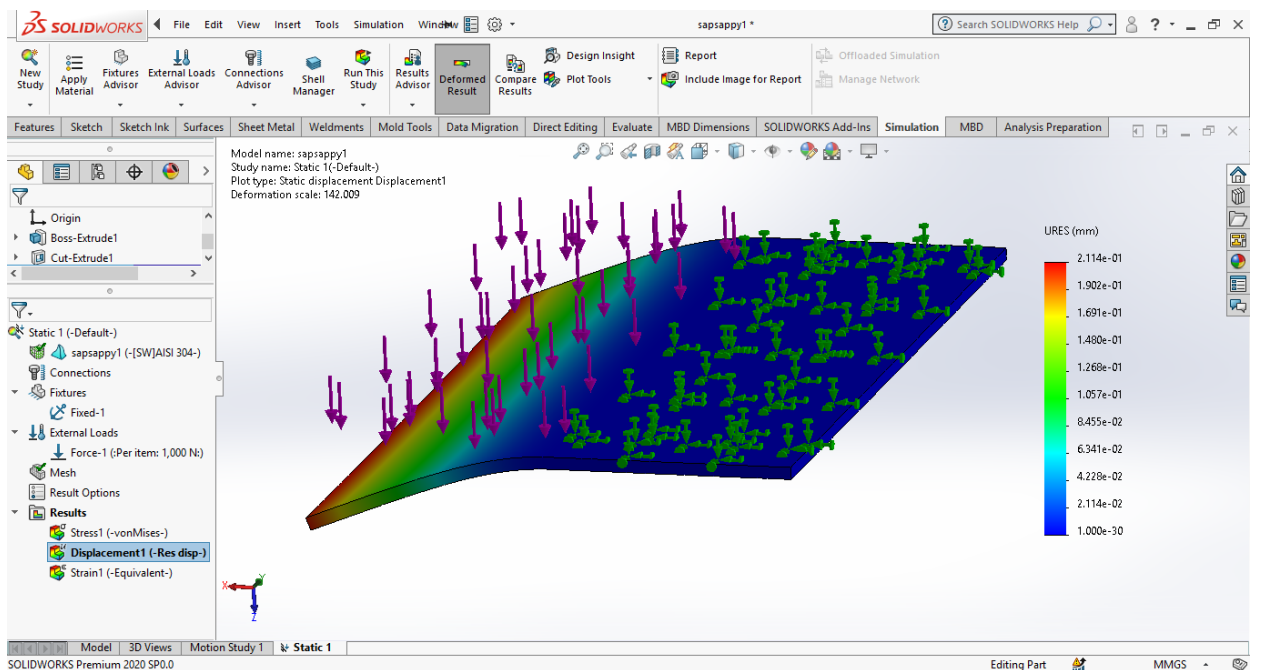 SOLIDWORKS File Edit View Insert Tools Simulation Window sapsappy1 * Search SOLIDWORKS Help ?
New Study
Apply Material
Fixtures Advisor
External Loads Advisor
Connections Advisor
Shell Manager
Run This Study
Results Advisor
Deformed Result
Compare Results
Design Insight
Plot Tools
Report
Include Image for Report
Offloaded Simulation
Manage Network
Features Sketch Sketch Ink Surfaces Sheet Metal Weldments Mold Tools Data Migration Direct Editing Evaluate MBD Dimensions SOLIDWORKS Add-Ins Simulation MBD Analysis Preparation
Origin
Boss-Extrude1
Cut-Extrude1
Static 1 (-Default-)
sapsappy1 (-[SW]AISI 304-)
Connections
Fixtures
Fixed-1
External Loads
Force-1 (:Per item: 1,000 N:)
Mesh
Result Options
Results
Stress1 (-vonMises-)
Displacement1 (-Res disp-)
Strain1 (-Equivalent-)
Model name: sapsappy1
Study name: Static 1(-Default-)
Plot type: Static displacement Displacement1
Deformation scale: 142.009
URES (mm)
2.114e-01
1.902e-01
1.691e-01
1.480e-01
1.268e-01
1.057e-01
8.455e-02
6.341e-02
4.228e-02
2.114e-02
1.000e-30
X
Y
Z
Model 3D Views Motion Study 1 Static 1
SOLIDWORKS Premium 2020 SP0.0 Editing Part MMGS